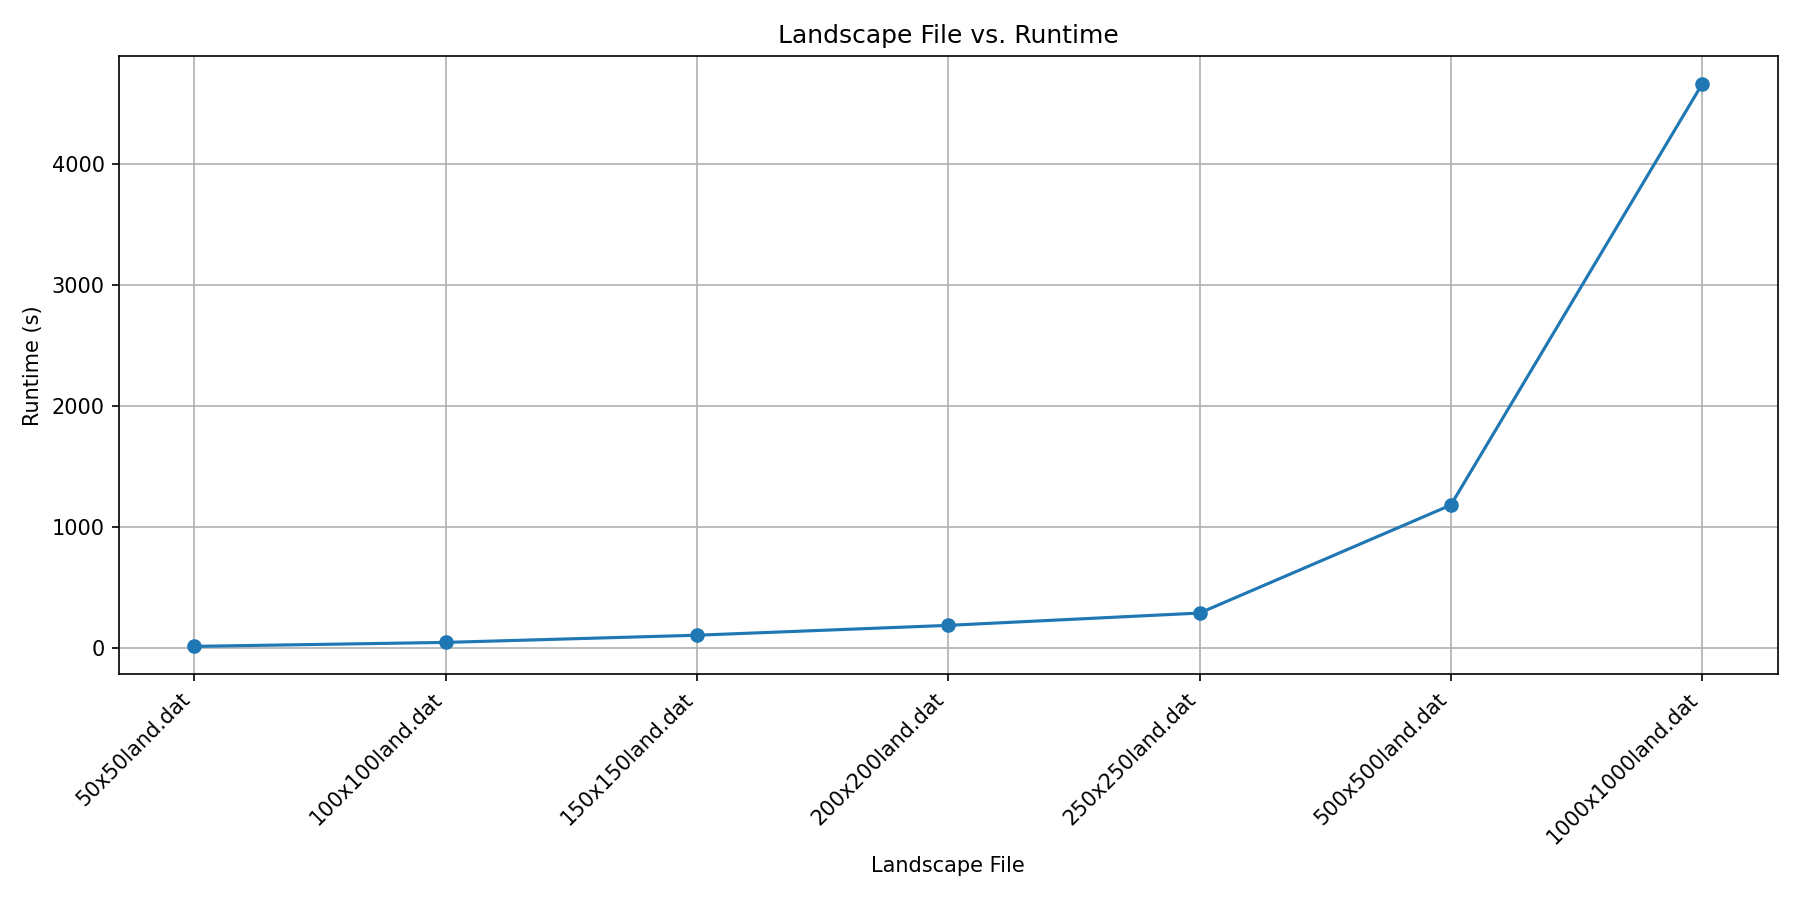 Landscape File vs. Runtime
Runtime (s)
4000
3000
2000
1000
0
50x50land.dat
100x100land.dat
150x150land.dat
200x200land.dat
250x250land.dat
500x500land.dat
1000x1000land.dat
Landscape File